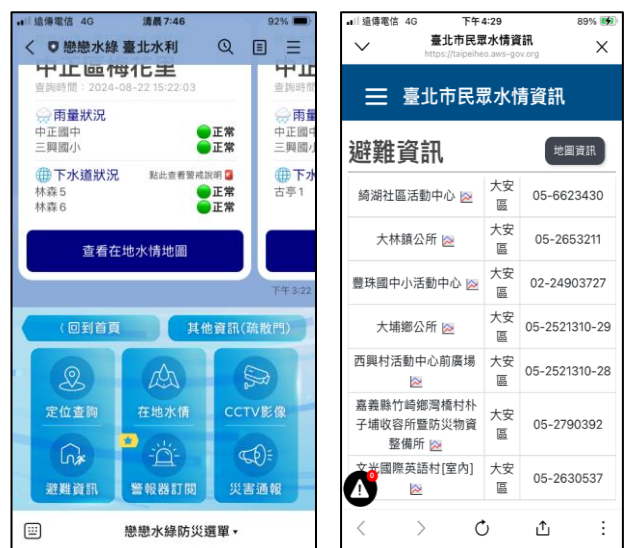 遠傳電信 4G 清晨7:46 92%
戀戀水綠 臺北水利
中正區梅花里
查詢時間：2024-08-22 15:22:03
雨量狀況
中正國中 正常
三興國小 正常
下水道狀況 點此查看警戒說明
林森5 正常
林森6 正常
查看在地水情地圖
中正
查詢時間
雨量
中正國中
三興國小
下水
古亭1
下午3:22
〈回到首頁
其他資訊(疏散門)
定位查詢
在地水情
CCTV影像
避難資訊
警報器訂閱
災害通報
戀戀水綠防災選單
遠傳電信 4G 下午4:29 89%
臺北市民眾水情資訊
https://taipeiheo.aws-gov.org
臺北市民眾水情資訊
避難資訊
地圖資訊
綺湖社區活動中心 大安區 05-6623430
大林鎮公所 大安區 05-2653211
豐珠國中小活動中心 大安區 02-24903727
大埔鄉公所 大安區 05-2521310-29
西興村活動中心前廣場 大安區 05-2521310-28
嘉義縣竹崎鄉灣橋村朴子埔收容所暨防災物資整備所 大安區 05-2790392
文光國際英語村[室內] 大安區 05-2630537
0